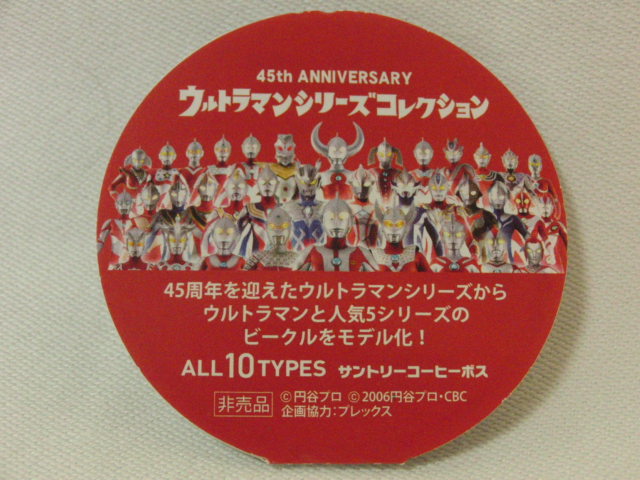 45th ANNIVERSARY
ウルトラマンシリーズコレクション
45周年を迎えたウルトラマンシリーズから
ウルトラマンと人気5シリーズの
ビークルをモデル化！
ALL 10 TYPES サントリーコーヒーボス
非売品 ©円谷プロ ©2006円谷プロ・CBC
企画協力：プレックス